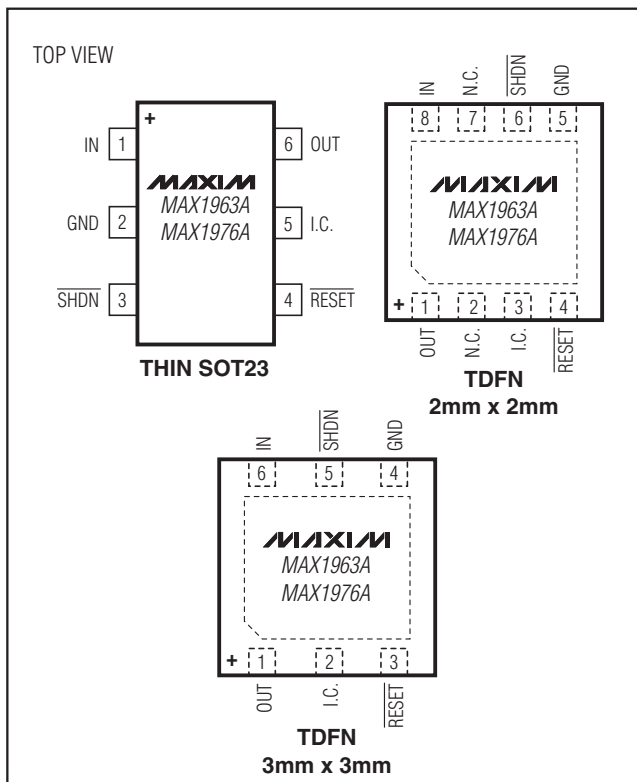 TOP VIEW
+
IN 1
GND 2
SHDN 3
6 OUT
5 I.C.
4 RESET
MAXIM
MAX1963A
MAX1976A
THIN SOT23
IN N.C. SHDN GND
8 7 6 5
MAXIM
MAX1963A
MAX1976A
+ 1 2 3 4
OUT N.C. I.C. RESET
TDFN
2mm x 2mm
IN SHDN GND
6 5 4
MAXIM
MAX1963A
MAX1976A
+ 1 2 3
OUT I.C. RESET
TDFN
3mm x 3mm